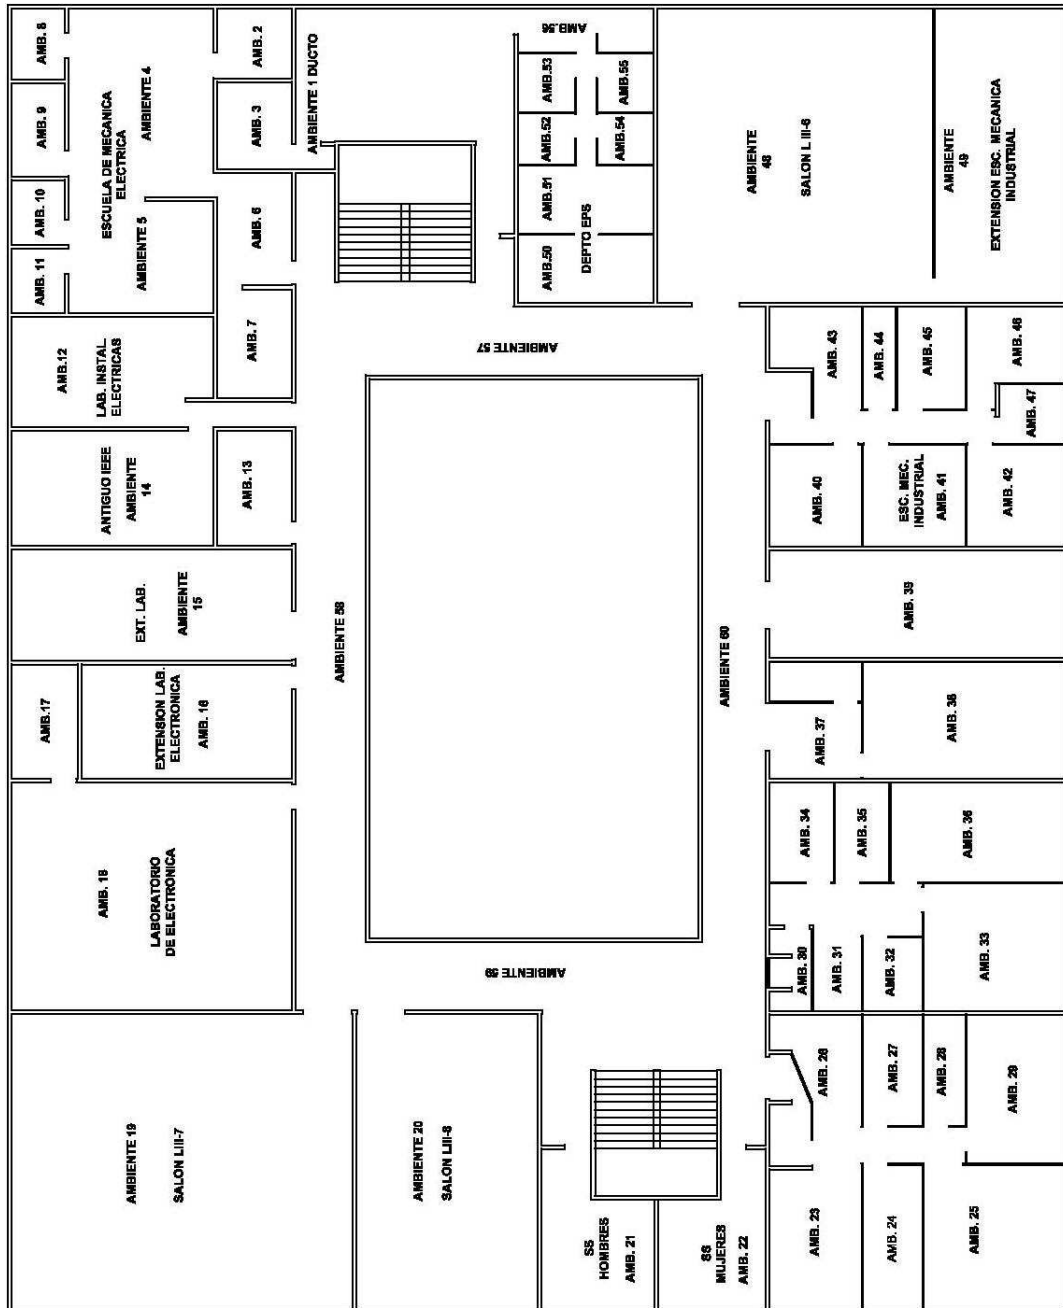 AMB. 8
AMB. 9
AMB. 10
AMB. 11
ESCUELA DE MECANICA
ELECTRICA
AMBIENTE 4
AMBIENTE 5
AMB. 2
AMB. 3
AMB. 6
AMB. 7
AMBIENTE 1 DUCTO
AMB.12
LAB. INSTAL
ELECTRICAS
ANTIGUO IEEE
AMBIENTE
14
AMB. 13
EXT. LAB.
AMBIENTE
15
AMB.17
EXTENSION LAB.
ELECTRONICA
AMB. 16
AMB. 18
LABORATORIO
DE ELECTRONICA
AMBIENTE 19
SALON LIII-7
AMBIENTE 20
SALON LIII-8
SS
HOMBRES
AMB. 21
SS
MUJERES
AMB. 22
AMB. 23
AMB. 24
AMB. 25
AMB. 26
AMB. 27
AMB. 28
AMB. 29
AMB. 30
AMB. 31
AMB. 32
AMB. 33
AMB. 34
AMB. 35
AMB. 36
AMB. 37
AMB. 38
AMB. 39
AMB. 40
ESC. MEC.
INDUSTRIAL
AMB. 41
AMB. 42
AMB. 43
AMB. 44
AMB. 45
AMB. 46
AMB. 47
AMBIENTE
48
SALON L III-6
AMBIENTE
49
EXTENSION ESC. MECANICA
INDUSTRIAL
AMB.50
DEPTO EPS
AMB.51
AMB.52
AMB.53
AMB.54
AMB.55
AMB.56
AMBIENTE 57
AMBIENTE 58
AMBIENTE 59
AMBIENTE 60